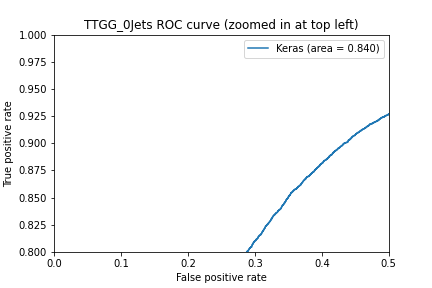 TTGG_0Jets ROC curve (zoomed in at top left)
Keras (area = 0.840)
True positive rate
1.000
0.975
0.950
0.925
0.900
0.875
0.850
0.825
0.800
0.0 0.1 0.2 0.3 0.4 0.5
False positive rate